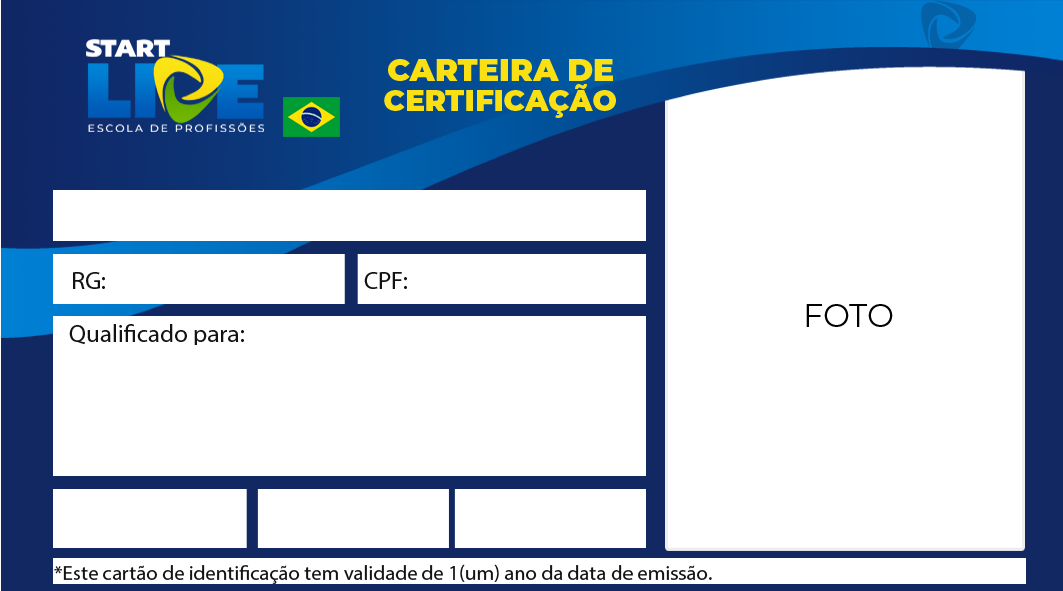 START
LIDE
ESCOLA DE PROFISSÕES
CARTEIRA DE
CERTIFICAÇÃO
RG:
CPF:
Qualificado para:
FOTO
*Este cartão de identificação tem validade de 1(um) ano da data de emissão.